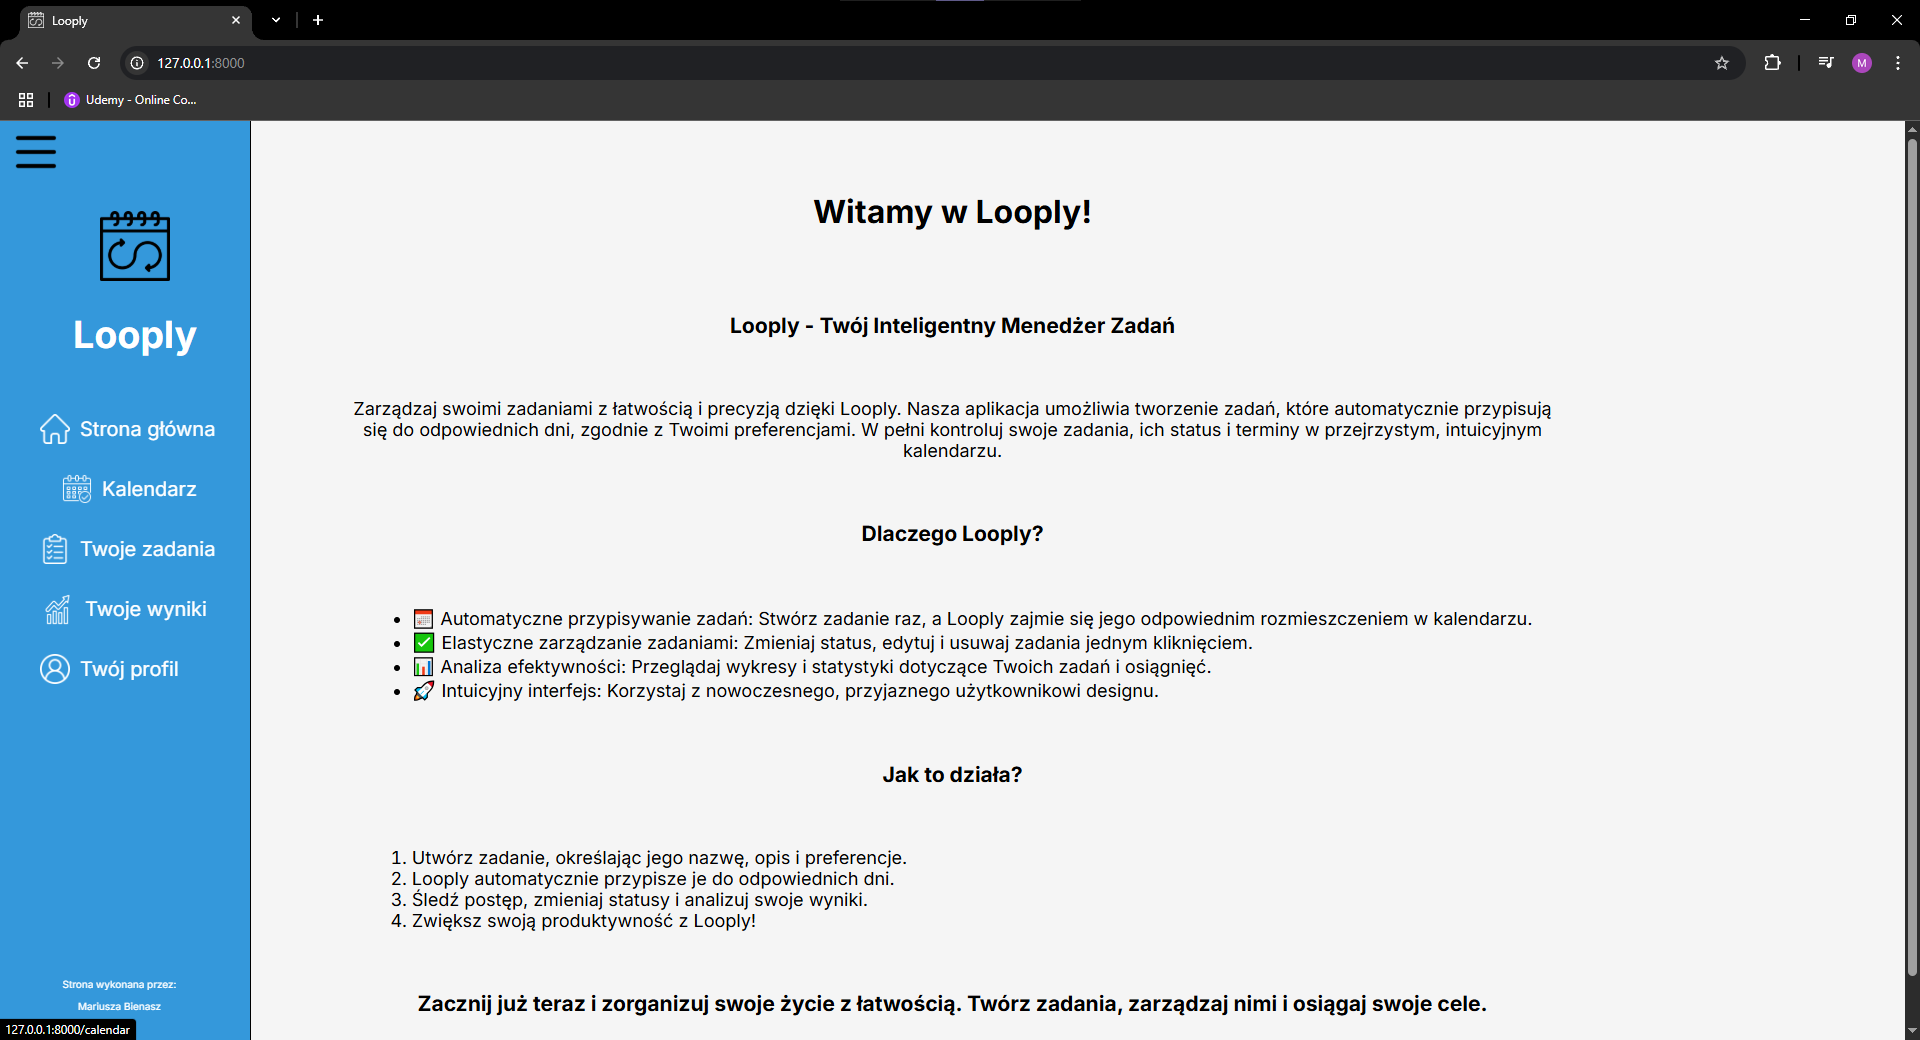 Looply
127.0.0.1:8000
M
Udemy - Online Co...
Looply
Strona główna
Kalendarz
Twoje zadania
Twoje wyniki
Twój profil
Strona wykonana przez:
Mariusza Bienasz
127.0.0.1:8000/calendar
Witamy w Looply!
Looply - Twój Inteligentny Menedżer Zadań
Zarządzaj swoimi zadaniami z łatwością i precyzją dzięki Looply. Nasza aplikacja umożliwia tworzenie zadań, które automatycznie przypisują
się do odpowiednich dni, zgodnie z Twoimi preferencjami. W pełni kontroluj swoje zadania, ich status i terminy w przejrzystym, intuicyjnym
kalendarzu.
Dlaczego Looply?
• 📅 Automatyczne przypisywanie zadań: Stwórz zadanie raz, a Looply zajmie się jego odpowiednim rozmieszczeniem w kalendarzu.
• ✅ Elastyczne zarządzanie zadaniami: Zmieniaj status, edytuj i usuwaj zadania jednym kliknięciem.
• 📊 Analiza efektywności: Przeglądaj wykresy i statystyki dotyczące Twoich zadań i osiągnięć.
• 🚀 Intuicyjny interfejs: Korzystaj z nowoczesnego, przyjaznego użytkownikowi designu.
Jak to działa?
1. Utwórz zadanie, określając jego nazwę, opis i preferencje.
2. Looply automatycznie przypisze je do odpowiednich dni.
3. Śledź postęp, zmieniaj statusy i analizuj swoje wyniki.
4. Zwiększ swoją produktywność z Looply!
Zacznij już teraz i zorganizuj swoje życie z łatwością. Twórz zadania, zarządzaj nimi i osiągaj swoje cele.